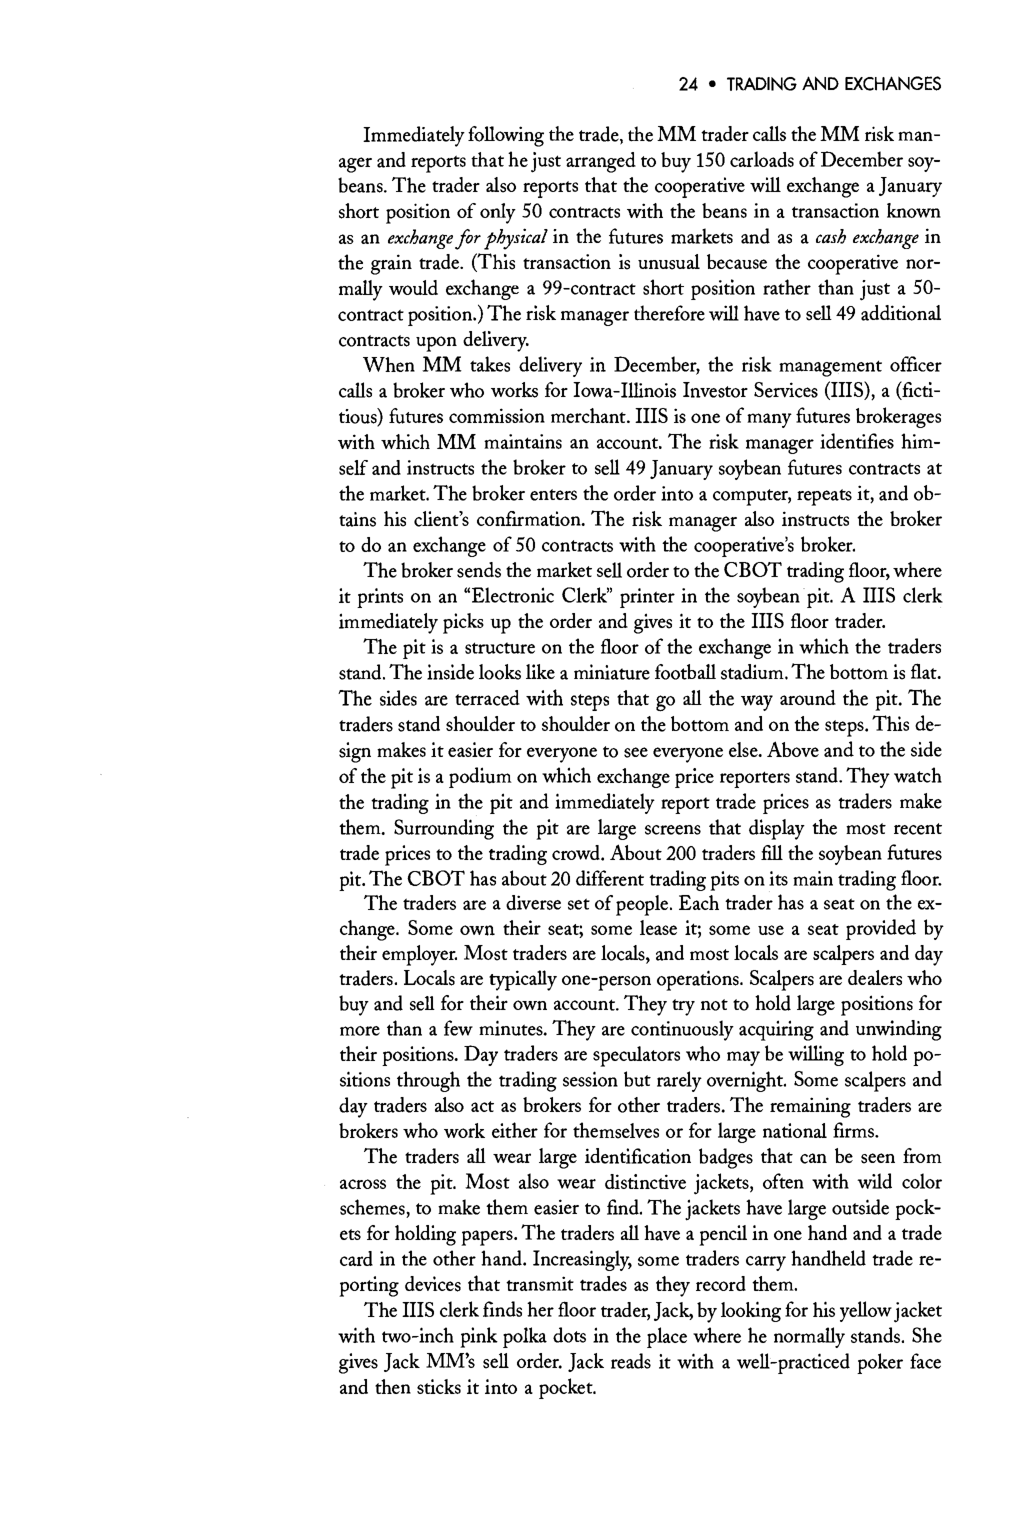 24 • TRADING AND EXCHANGES
Immediately following the trade, the MM trader calls the MM risk man-
ager and reports that he just arranged to buy 150 carloads of December soy-
beans. The trader also reports that the cooperative will exchange a January
short position of only 50 contracts with the beans in a transaction known
as an exchange for physical in the futures markets and as a cash exchange in
the grain trade. (This transaction is unusual because the cooperative nor-
mally would exchange a 99-contract short position rather than just a 50-
contract position.) The risk manager therefore will have to sell 49 additional
contracts upon delivery.
When MM takes delivery in December, the risk management officer
calls a broker who works for Iowa-Illinois Investor Services (IIIS), a (ficti-
tious) futures commission merchant. IIIS is one of many futures brokerages
with which MM maintains an account. The risk manager identifies him-
self and instructs the broker to sell 49 January soybean futures contracts at
the market. The broker enters the order into a computer, repeats it, and ob-
tains his client's confirmation. The risk manager also instructs the broker
to do an exchange of 50 contracts with the cooperative's broker.
The broker sends the market sell order to the CBOT trading floor, where
it prints on an "Electronic Clerk" printer in the soybean pit. A IIIS clerk
immediately picks up the order and gives it to the IIIS floor trader.
The pit is a structure on the floor of the exchange in which the traders
stand. The inside looks like a miniature football stadium. The bottom is flat.
The sides are terraced with steps that go all the way around the pit. The
traders stand shoulder to shoulder on the bottom and on the steps. This de-
sign makes it easier for everyone to see everyone else. Above and to the side
of the pit is a podium on which exchange price reporters stand. They watch
the trading in the pit and immediately report trade prices as traders make
them. Surrounding the pit are large screens that display the most recent
trade prices to the trading crowd. About 200 traders fill the soybean futures
pit. The CBOT has about 20 different trading pits on its main trading floor.
The traders are a diverse set of people. Each trader has a seat on the ex-
change. Some own their seat; some lease it; some use a seat provided by
their employer. Most traders are locals, and most locals are scalpers and day
traders. Locals are typically one-person operations. Scalpers are dealers who
buy and sell for their own account. They try not to hold large positions for
more than a few minutes. They are continuously acquiring and unwinding
their positions. Day traders are speculators who may be willing to hold po-
sitions through the trading session but rarely overnight. Some scalpers and
day traders also act as brokers for other traders. The remaining traders are
brokers who work either for themselves or for large national firms.
The traders all wear large identification badges that can be seen from
across the pit. Most also wear distinctive jackets, often with wild color
schemes, to make them easier to find. The jackets have large outside pock-
ets for holding papers. The traders all have a pencil in one hand and a trade
card in the other hand. Increasingly, some traders carry handheld trade re-
porting devices that transmit trades as they record them.
The IIIS clerk finds her floor trader, Jack, by looking for his yellow jacket
with two-inch pink polka dots in the place where he normally stands. She
gives Jack MM's sell order. Jack reads it with a well-practiced poker face
and then sticks it into a pocket.